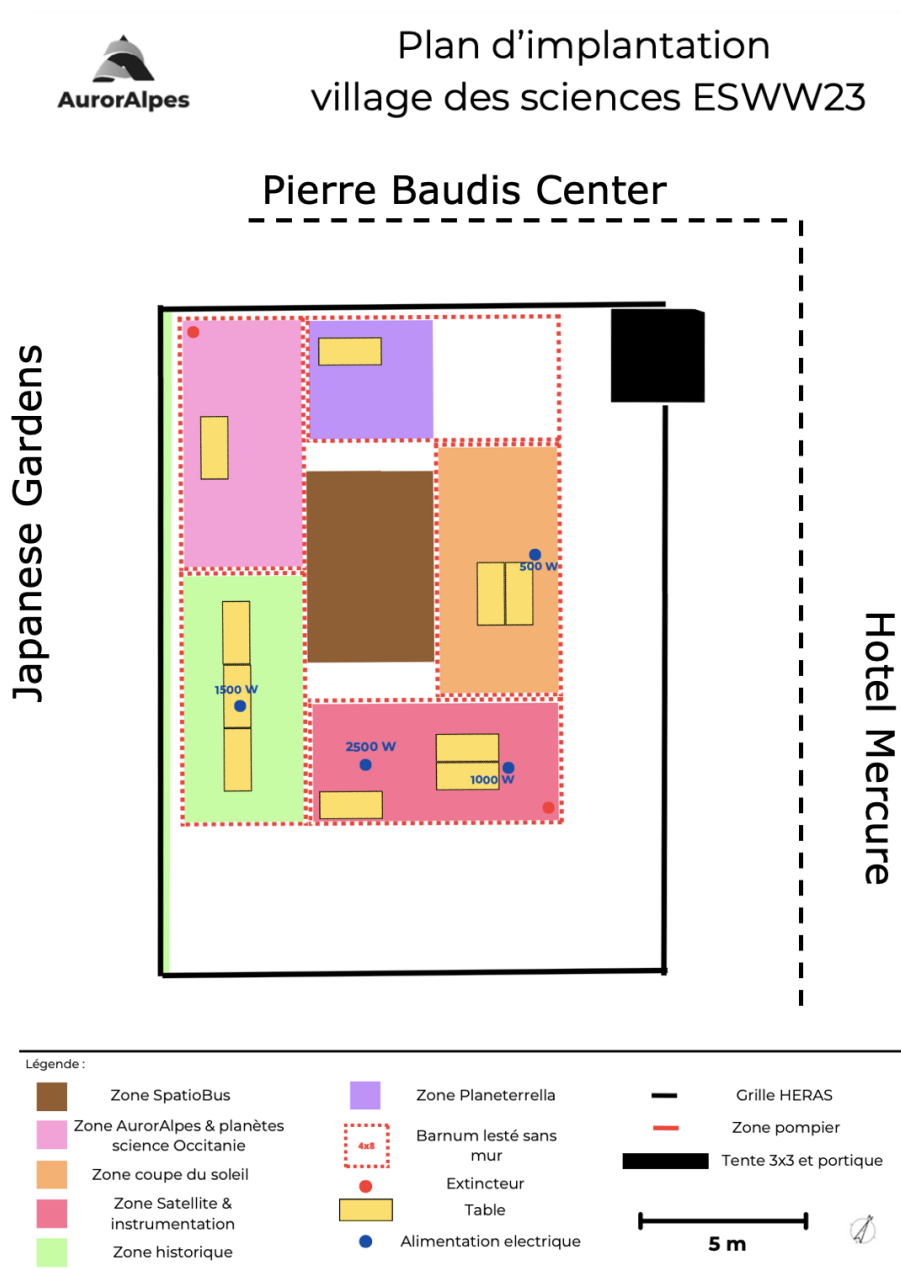 AurorAlpes
Plan d'implantation
village des sciences ESWW23
Pierre Baudis Center
Japanese Gardens
Hotel Mercure
500 W
1500 W
2500 W
1000 W
Légende :
Zone SpatioBus
Zone AurorAlpes & planètes
science Occitanie
Zone coupe du soleil
Zone Satellite &
instrumentation
Zone historique
Zone Planeterrella
4x8
Barnum lesté sans
mur
Extincteur
Table
Alimentation electrique
Grille HERAS
Zone pompier
Tente 3x3 et portique
5 m